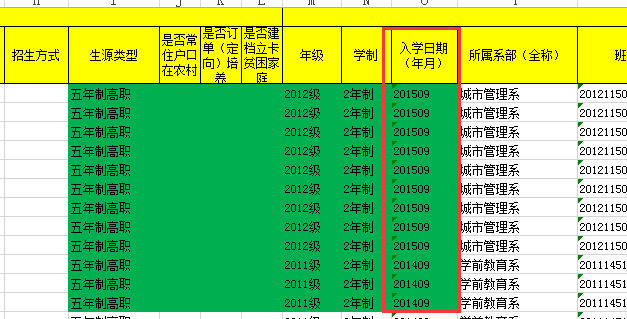 H I J K L M N O P
招生方式 生源类型 是否常住户口在农村 是否订单（定向）培养 是否建档立卡贫困家庭 年级 学制 入学日期（年月） 所属系部（全称） 班
五年制高职 2012级 2年制 201509 城市管理系 20121150
五年制高职 2012级 2年制 201509 城市管理系 20121150
五年制高职 2012级 2年制 201509 城市管理系 20121150
五年制高职 2012级 2年制 201509 城市管理系 20121150
五年制高职 2012级 2年制 201509 城市管理系 20121150
五年制高职 2012级 2年制 201509 城市管理系 20121150
五年制高职 2012级 2年制 201509 城市管理系 20121150
五年制高职 2012级 2年制 201509 城市管理系 20121150
五年制高职 2012级 2年制 201509 城市管理系 20121150
五年制高职 2011级 2年制 201409 学前教育系 20111451
五年制高职 2011级 2年制 201409 学前教育系 20111451
五年制高职 2011级 2年制 201409 学前教育系 20111451